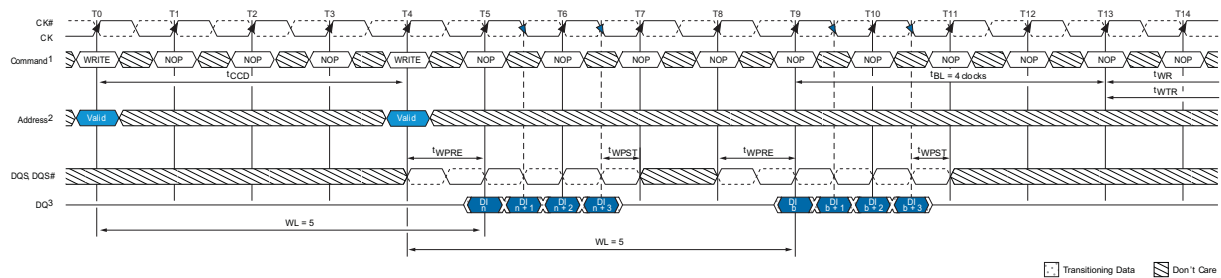 T0 T1 T2 T3 T4 T5 T6 T7 T8 T9 T10 T11 T12 T13 T14
CK#
CK
Command1 WRITE NOP NOP NOP WRITE NOP NOP NOP NOP NOP NOP NOP NOP NOP NOP
tCCD tBL = 4 clocks tWR
tWTR
Address2 Valid Valid
tWPRE tWPST tWPRE tWPST
DQS, DQS#
DQ3 DI n DI n + 1 DI n + 2 DI n + 3 DI b DI b + 1 DI b + 2 DI b + 3
WL = 5
WL = 5
Transitioning Data Don't Care